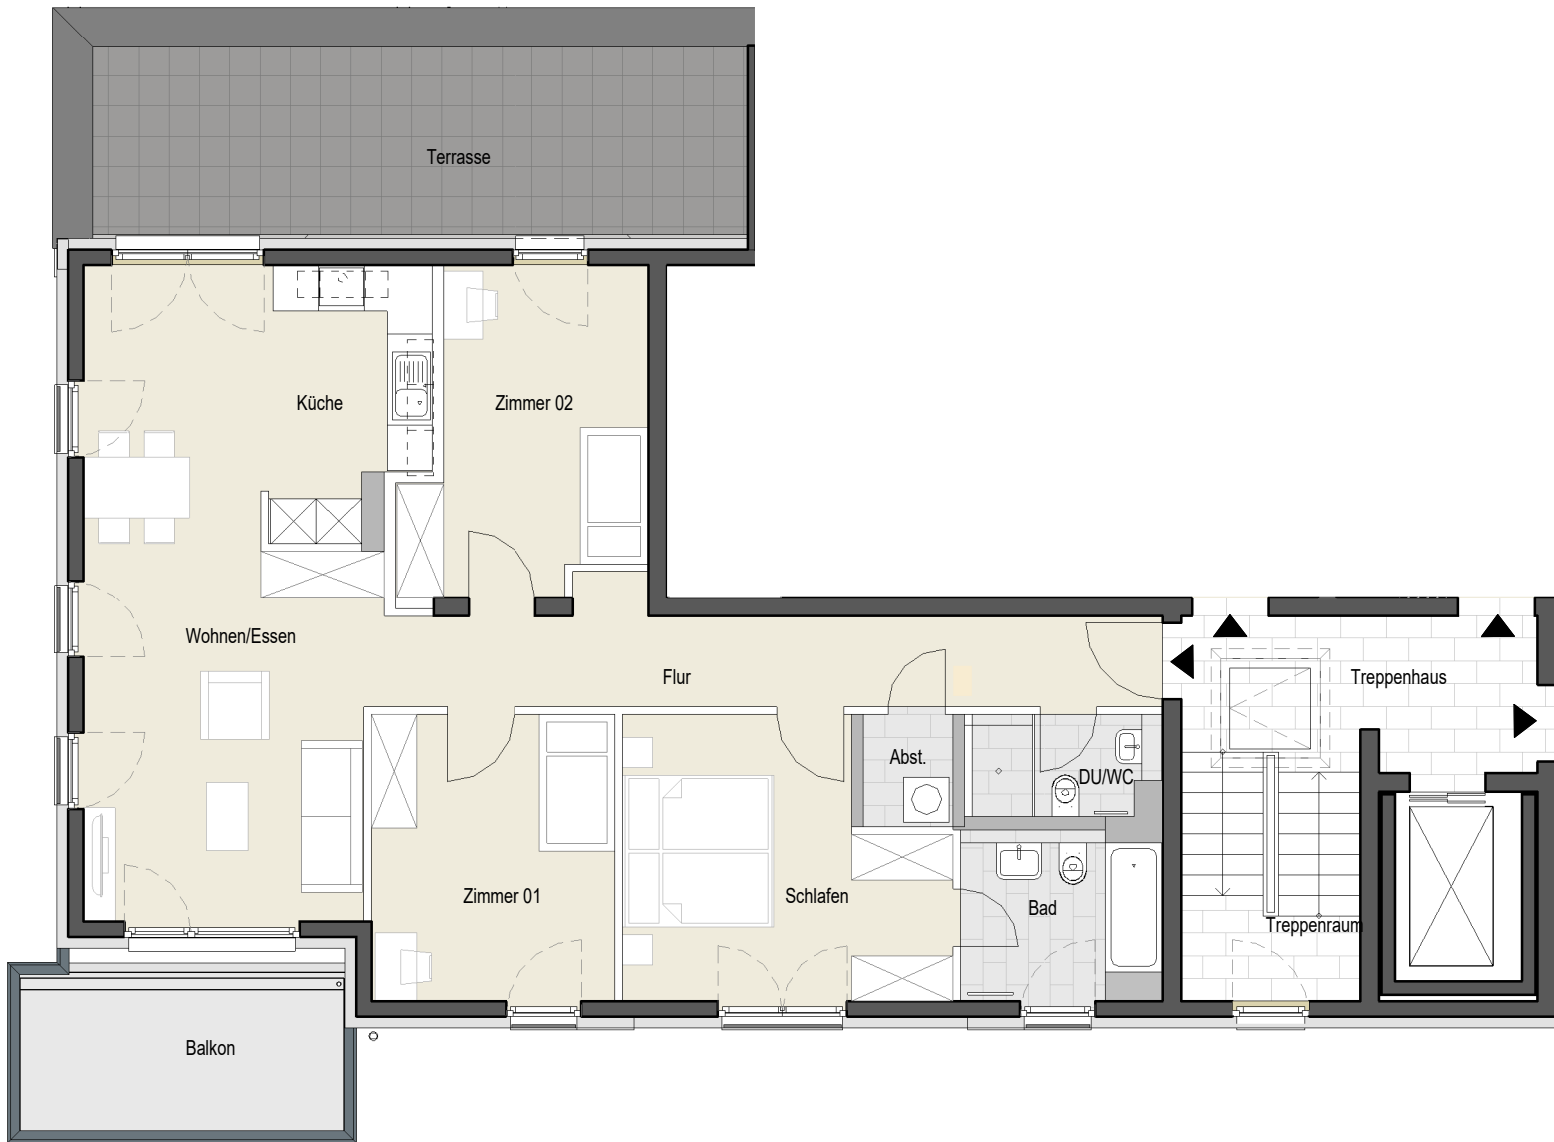 Terrasse
Küche
Zimmer 02
Wohnen/Essen
Flur
Treppenhaus
Abst.
DU/WC
Zimmer 01
Schlafen
Bad
Treppenraum
Balkon